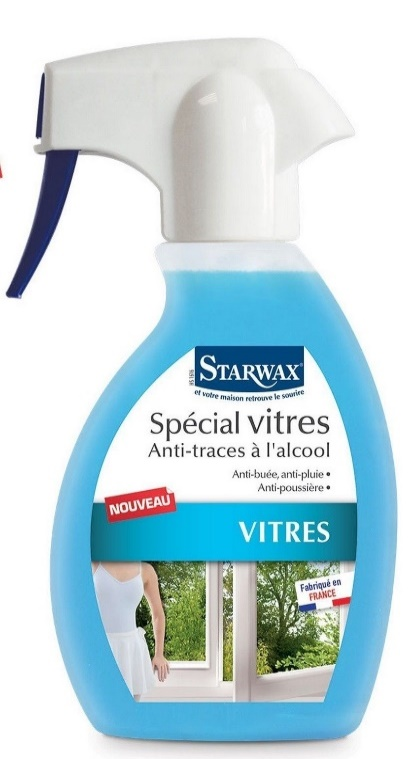 STARWAX
et votre maison retrouve le sourire
Spécial vitres
Anti-traces à l'alcool
Anti-buée, anti-pluie •
Anti-poussière •
NOUVEAU
VITRES
Fabriqué en
FRANCE